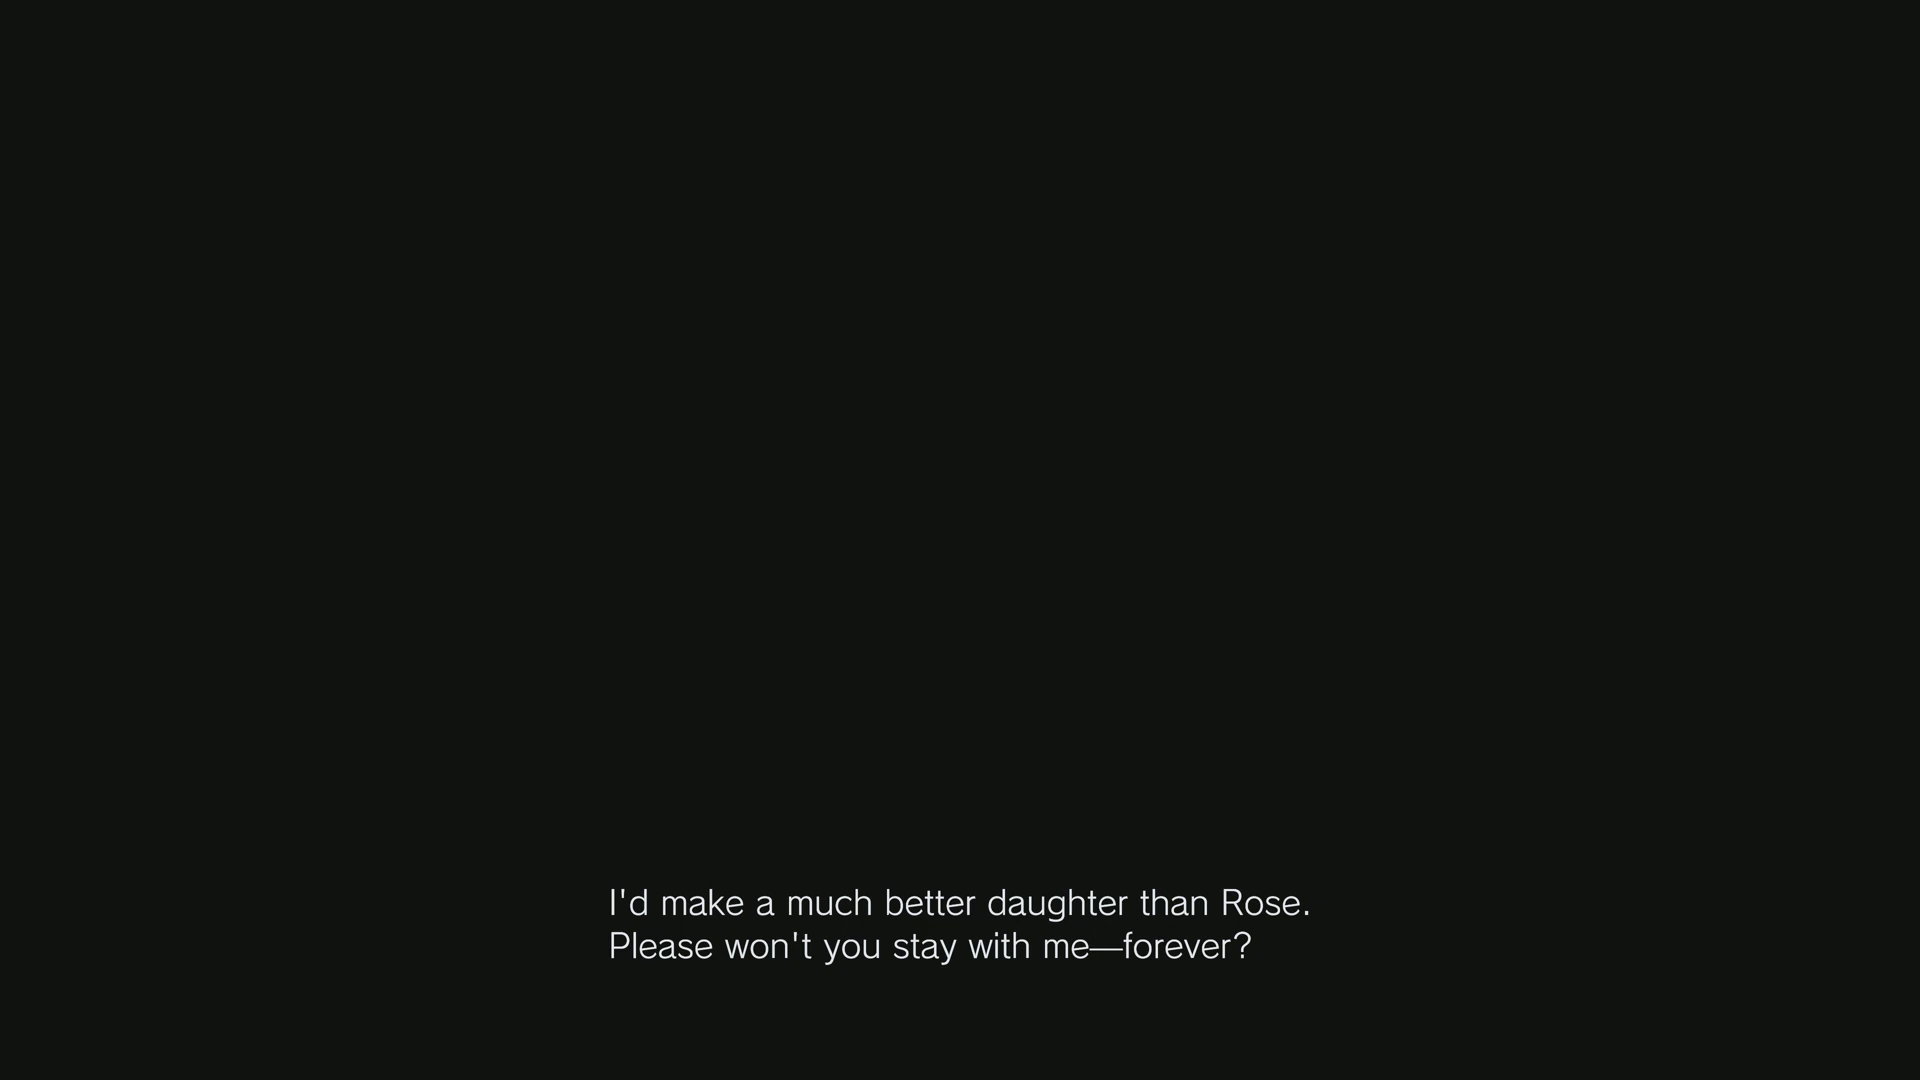 I'd make a much better daughter than Rose.
Please won't you stay with me—forever?